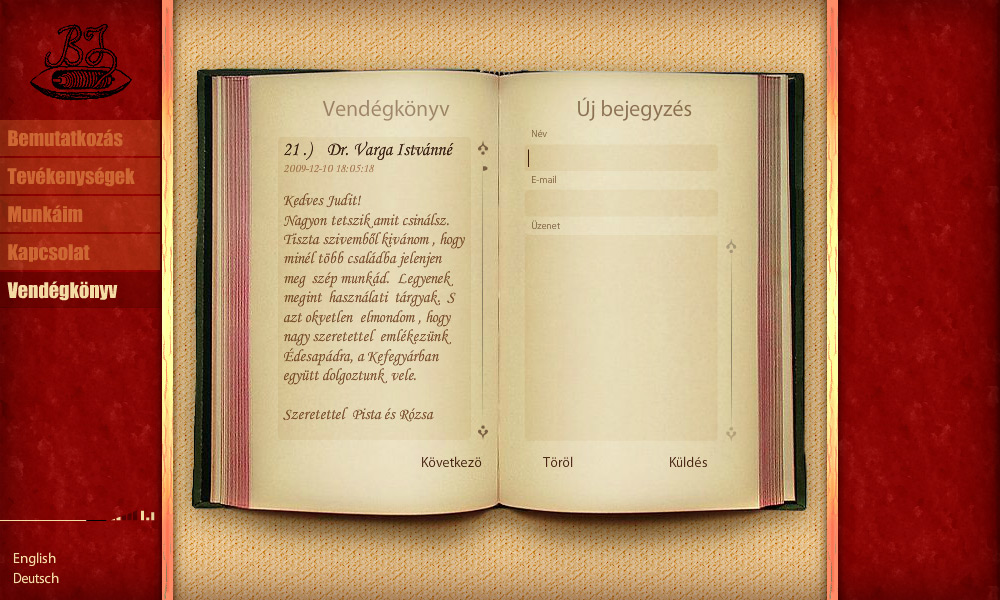 BJ
Bemutatkozás
Tevékenységek
Munkáim
Kapcsolat
Vendégkönyv
English
Deutsch
Vendégkönyv
21.) Dr. Varga Istvánné
2009-12-10 18:05:18
Kedves Judit!
Nagyon tetszik amit csinálsz.
Tiszta szivemből kivánom , hogy
minél több családba jelenjen
meg szép munkád. Legyenek
megint használati tárgyak. S
azt okvetlen elmondom , hogy
nagy szeretettel emlékezünk
Édesapádra, a Kefegyárban
együtt dolgoztunk vele.
Szeretettel Pista és Rózsa
Következö
Új bejegyzés
Név
E-mail
Üzenet
Töröl
Küldés